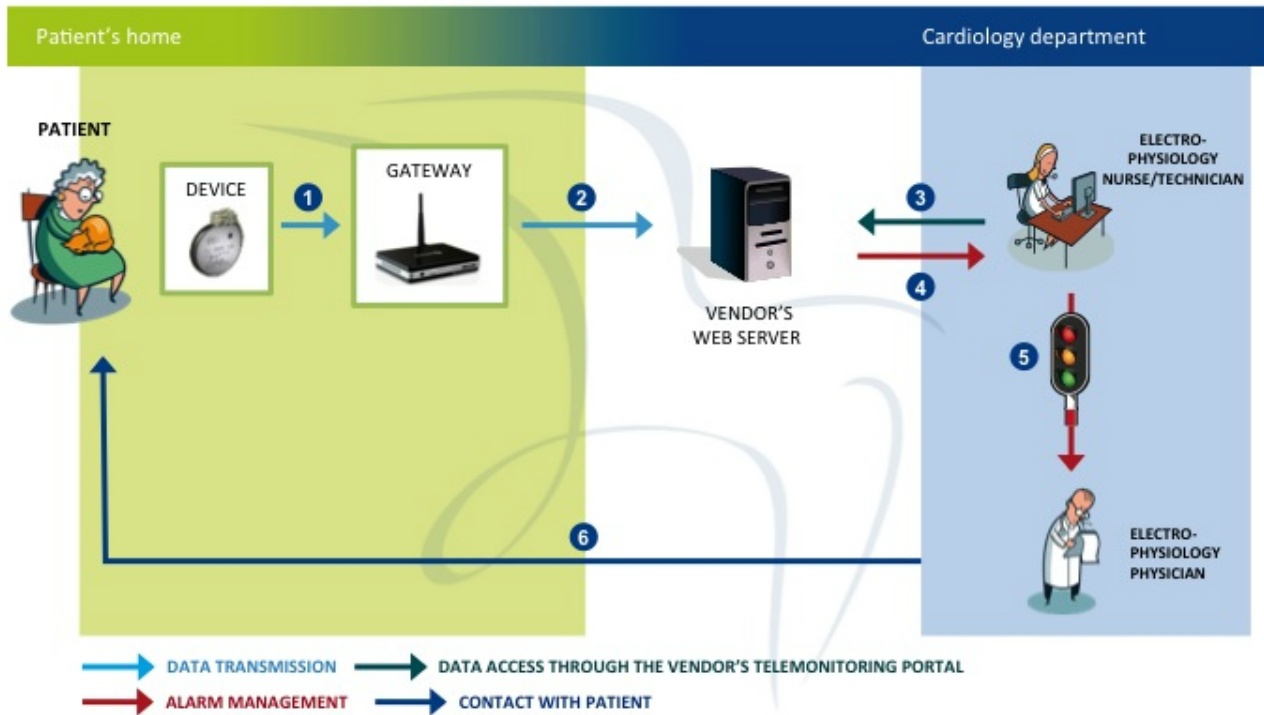 Patient's home
Cardiology department
PATIENT
DEVICE
1
GATEWAY
2
3
4
VENDOR'S
WEB SERVER
ELECTRO-
PHYSIOLOGY
NURSE/TECHNICIAN
5
ELECTRO-
PHYSIOLOGY
PHYSICIAN
6
DATA TRANSMISSION
DATA ACCESS THROUGH THE VENDOR'S TELEMONITORING PORTAL
ALARM MANAGEMENT
CONTACT WITH PATIENT